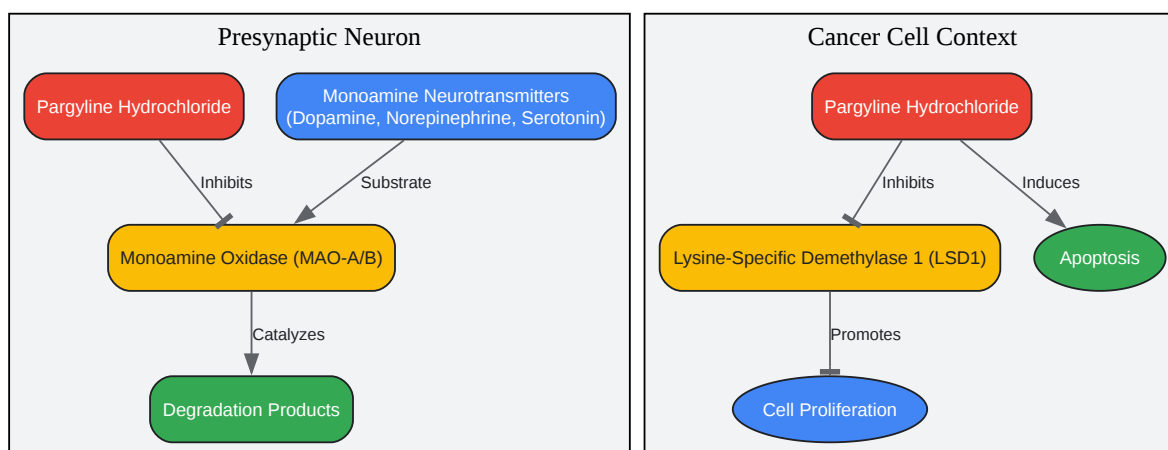 Presynaptic Neuron
Pargyline Hydrochloride
Monoamine Neurotransmitters
(Dopamine, Norepinephrine, Serotonin)
Inhibits
Substrate
Monoamine Oxidase (MAO-A/B)
Catalyzes
Degradation Products
Cancer Cell Context
Pargyline Hydrochloride
Inhibits
Induces
Lysine-Specific Demethylase 1 (LSD1)
Apoptosis
Promotes
Cell Proliferation